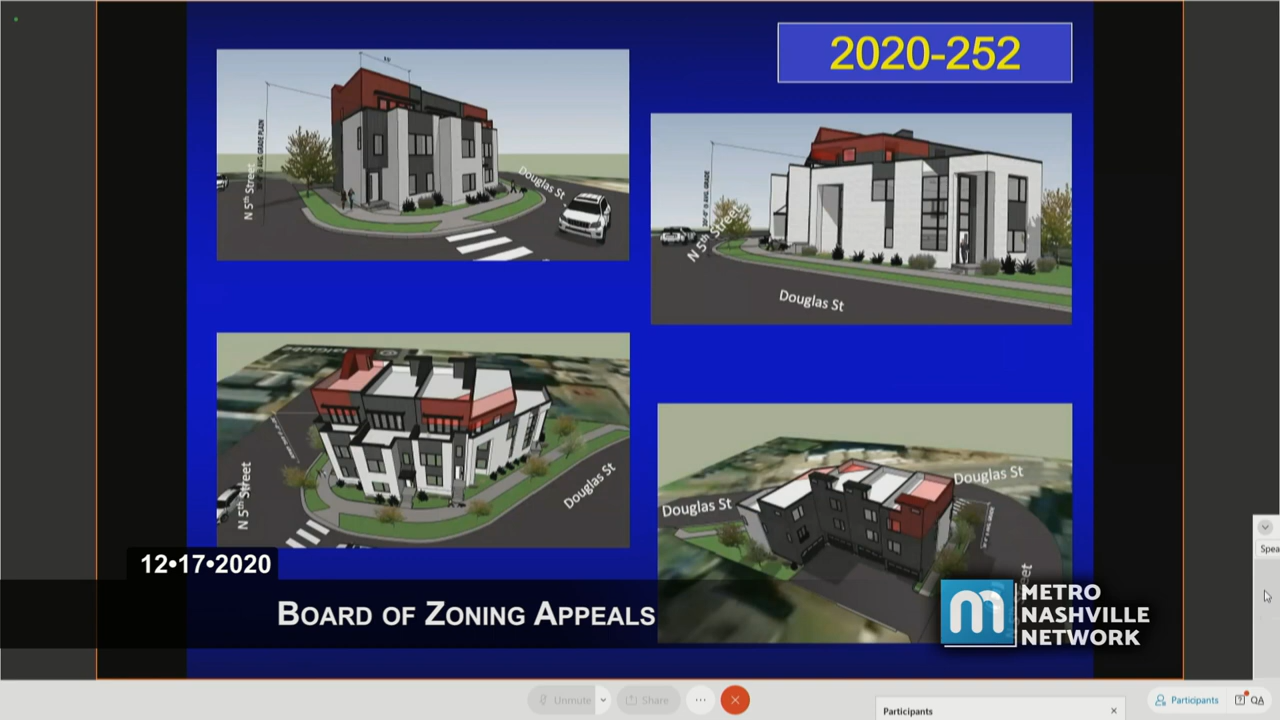 2020-252
N 5th Street
Douglas St
N 5th Street
Douglas St
N 5th Street
Douglas St
Douglas St
Douglas St
12•17•2020
BOARD OF ZONING APPEALS
m METRO
NASHVILLE
NETWORK
Spea
Unmute
Share
Participants
Participants
QA